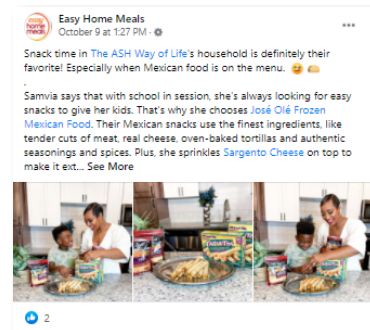 easy
home
meals
Easy Home Meals
October 9 at 1:27 PM ·
Snack time in The ASH Way of Life's household is definitely their
favorite! Especially when Mexican food is on the menu. 😋 🌮
.
Samvia says that with school in session, she's always looking for easy
snacks to give her kids. That's why she chooses José Olé Frozen
Mexican Food. Their Mexican snacks use the finest ingredients, like
tender cuts of meat, real cheese, oven-baked tortillas and authentic
seasonings and spices. Plus, she sprinkles Sargento Cheese on top to
make it ext... See More
2